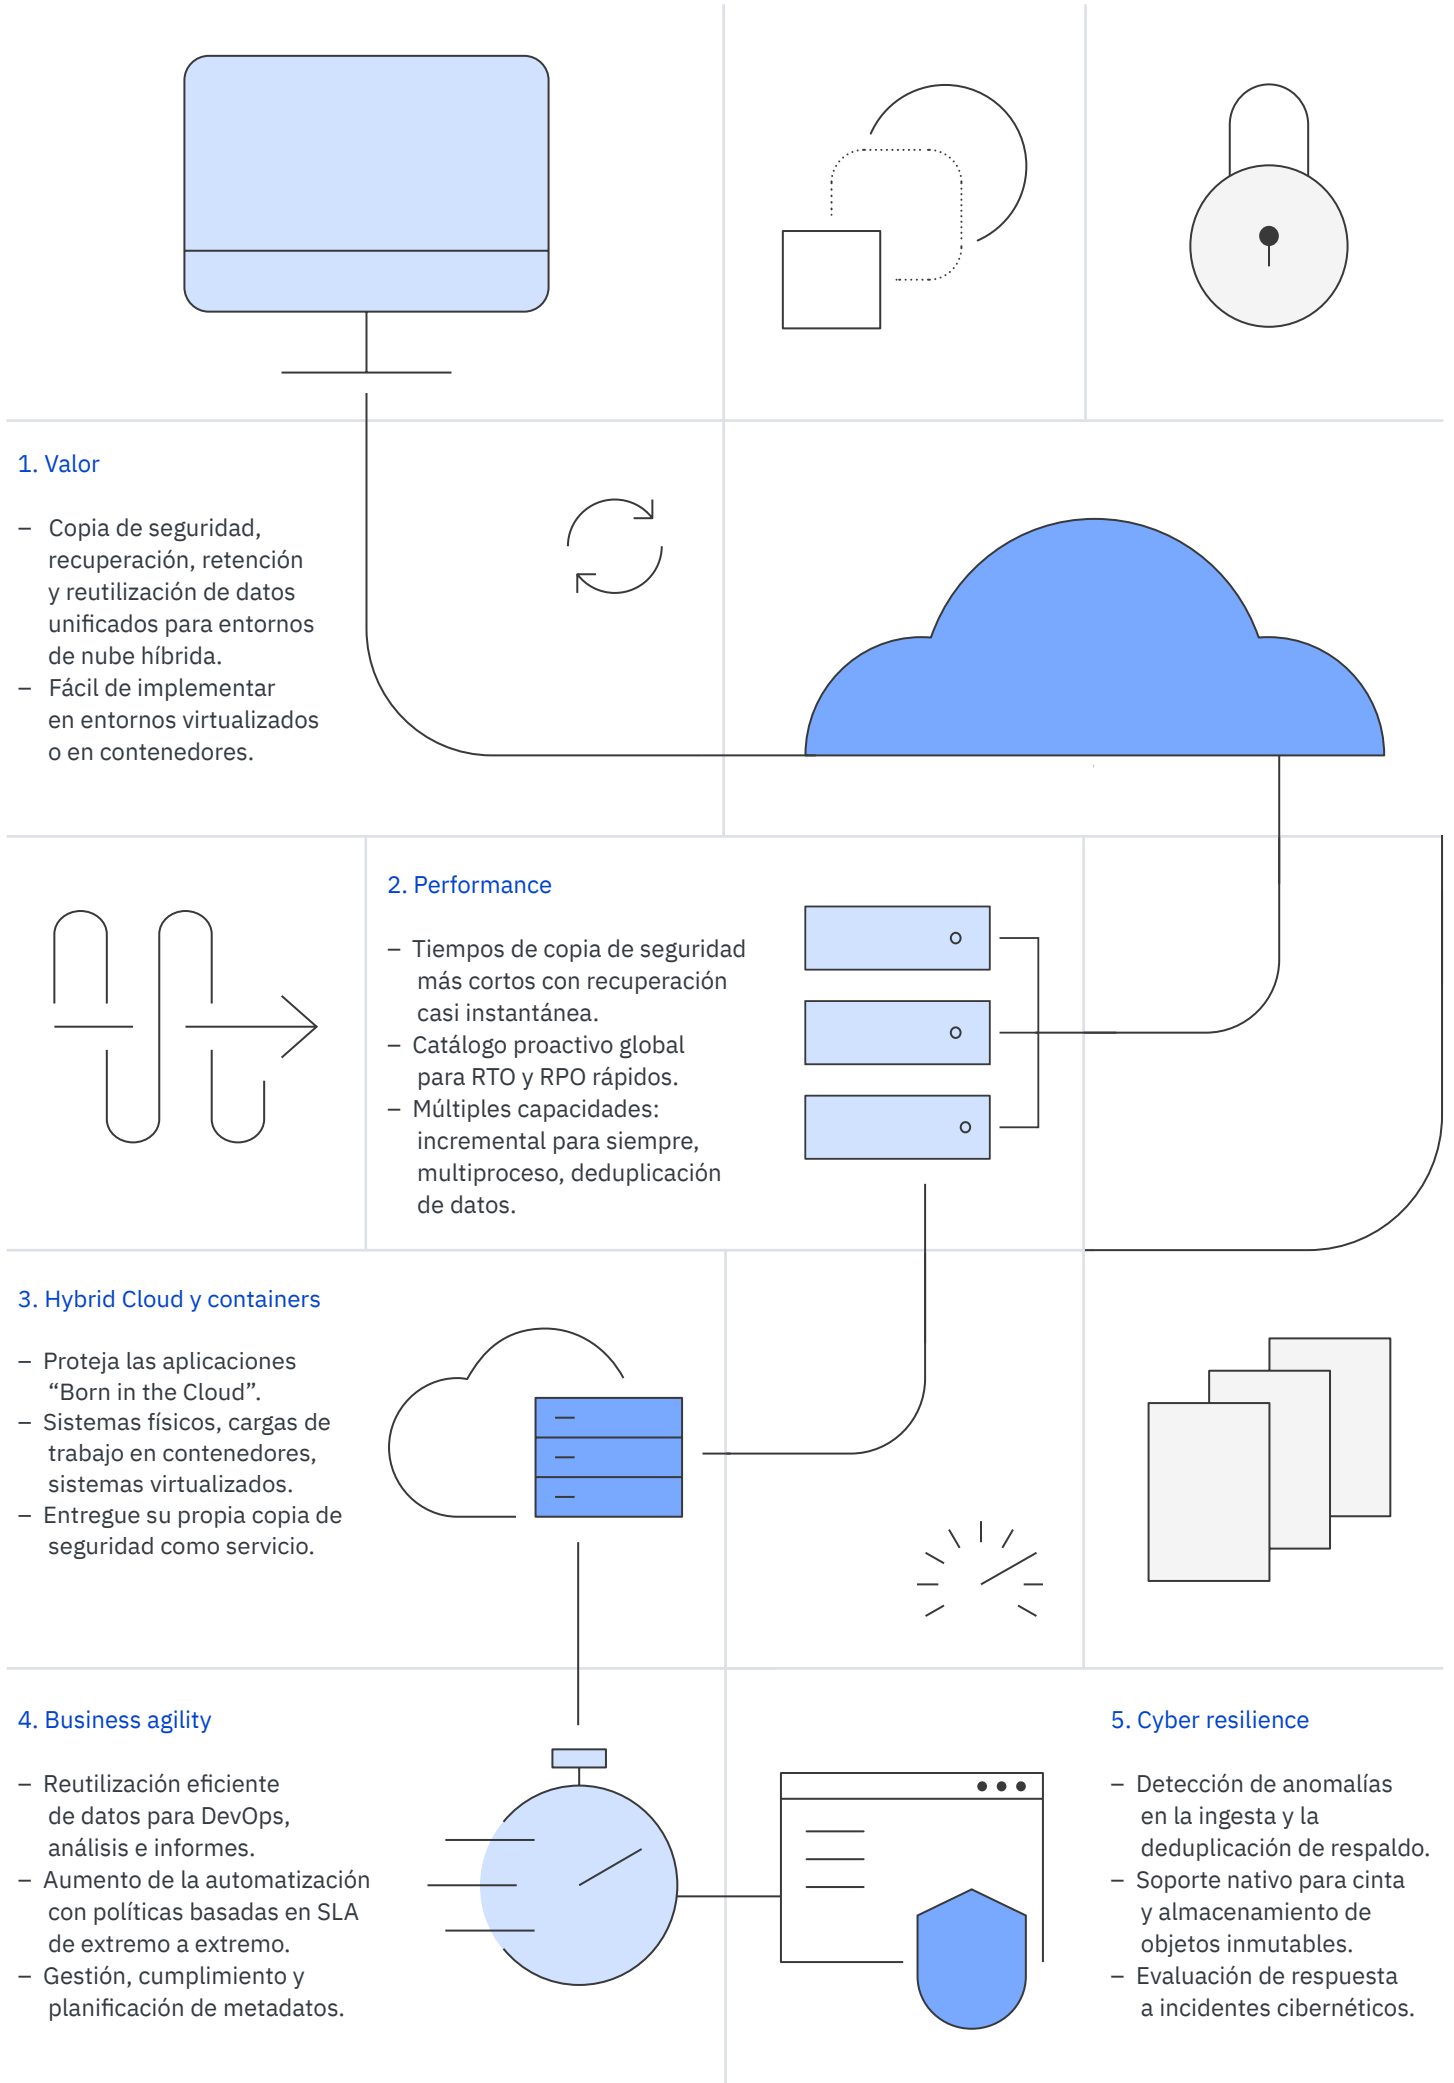 1. Valor
– Copia de seguridad,
recuperación, retención
y reutilización de datos
unificados para entornos
de nube híbrida.
– Fácil de implementar
en entornos virtualizados
o en contenedores.
2. Performance
– Tiempos de copia de seguridad
más cortos con recuperación
casi instantánea.
– Catálogo proactivo global
para RTO y RPO rápidos.
– Múltiples capacidades:
incremental para siempre,
multiproceso, deduplicación
de datos.
3. Hybrid Cloud y containers
– Proteja las aplicaciones
“Born in the Cloud”.
– Sistemas físicos, cargas de
trabajo en contenedores,
sistemas virtualizados.
– Entregue su propia copia de
seguridad como servicio.
4. Business agility
– Reutilización eficiente
de datos para DevOps,
análisis e informes.
– Aumento de la automatización
con políticas basadas en SLA
de extremo a extremo.
– Gestión, cumplimiento y
planificación de metadatos.
5. Cyber resilience
– Detección de anomalías
en la ingesta y la
deduplicación de respaldo.
– Soporte nativo para cinta
y almacenamiento de
objetos inmutables.
– Evaluación de respuesta
a incidentes cibernéticos.